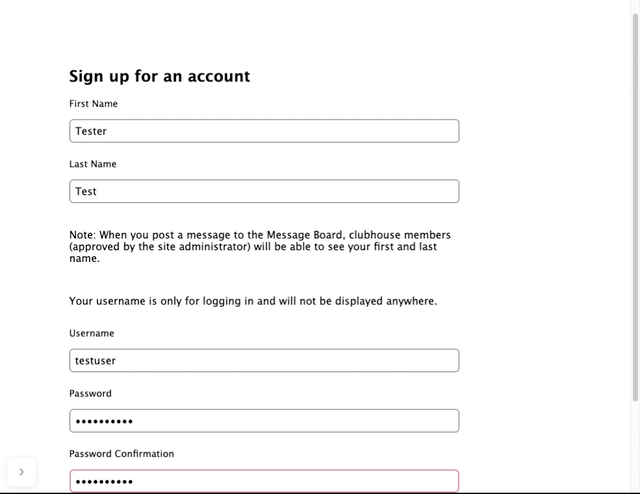 Sign up for an account
First Name
Tester
Last Name
Test
Note: When you post a message to the Message Board, clubhouse members
(approved by the site administrator) will be able to see your first and last
name.
Your username is only for logging in and will not be displayed anywhere.
Username
testuser
Password
••••••••••
Password Confirmation
••••••••••